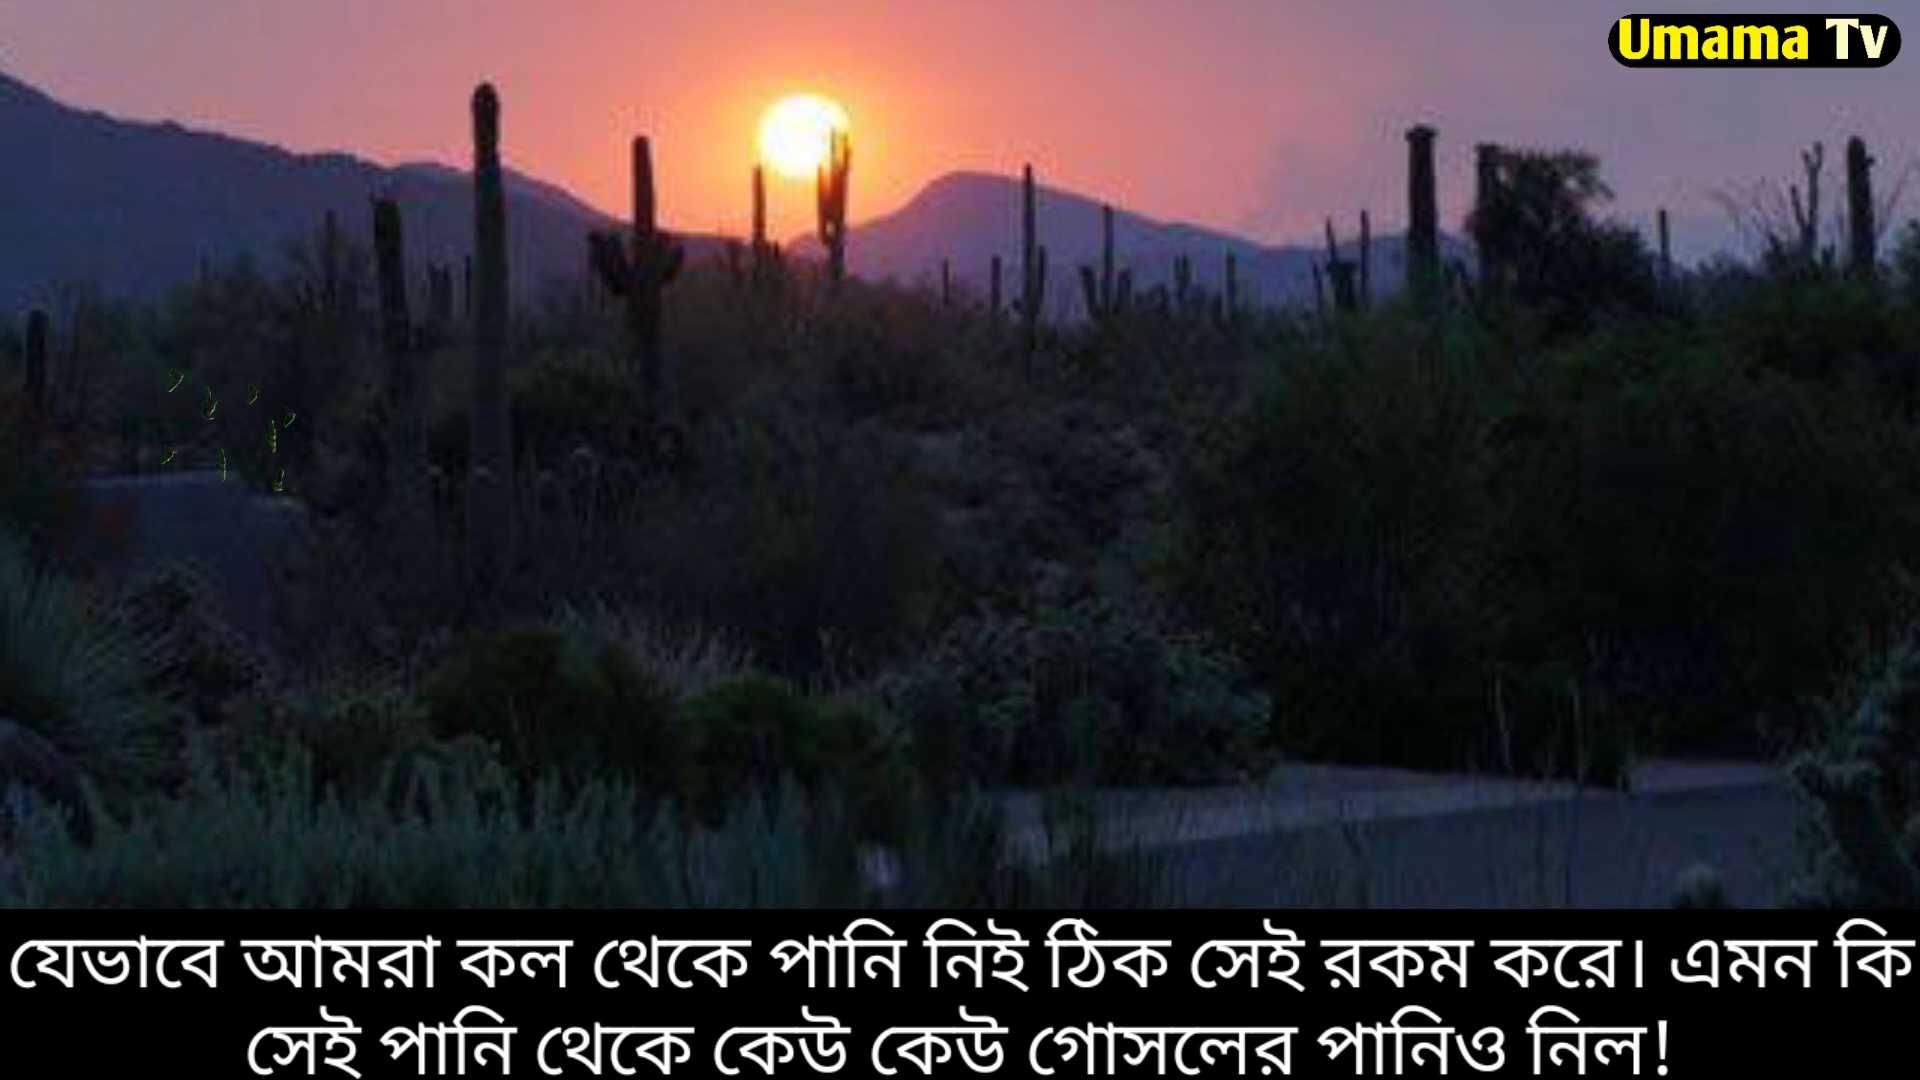 Umama Tv
যেভাবে আমরা কল থেকে পানি নিই ঠিক সেই রকম করে। এমন কি
সেই পানি থেকে কেউ কেউ গোসলের পানিও নিল!